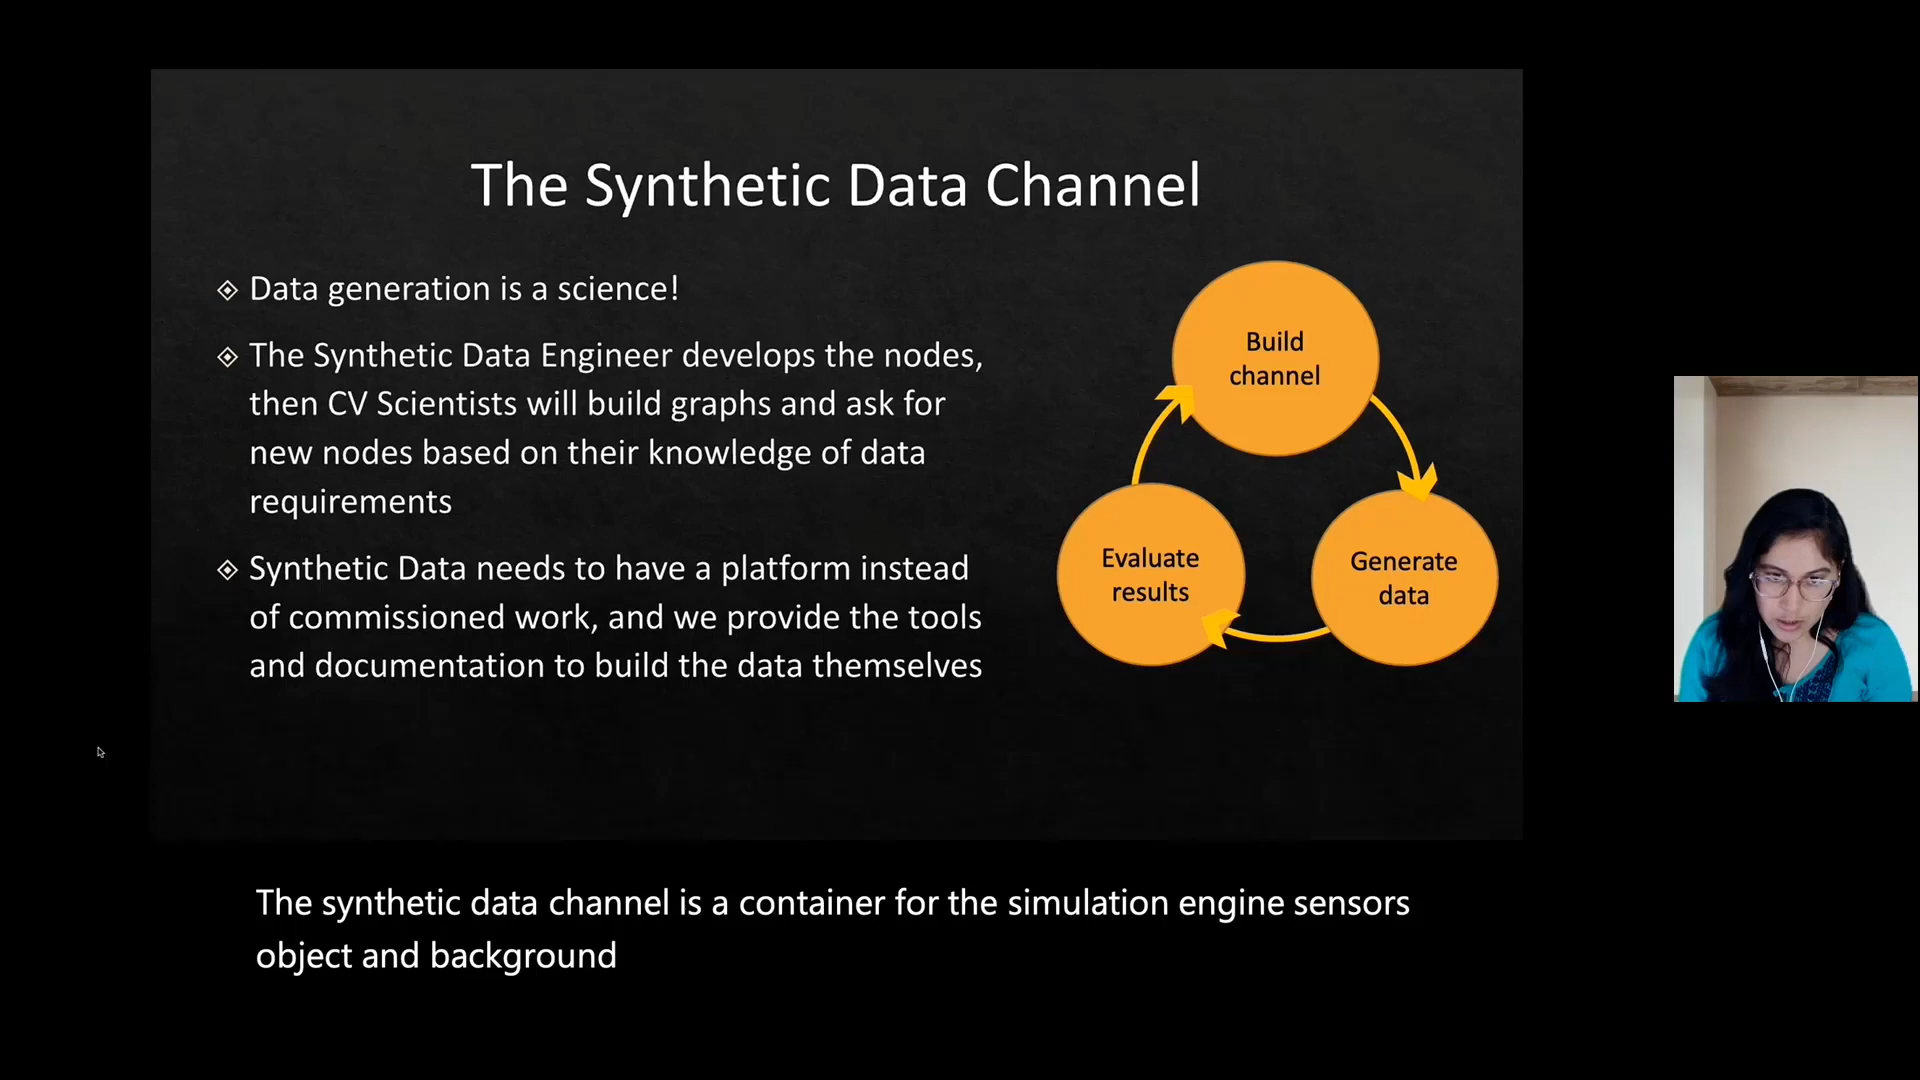 The Synthetic Data Channel
Data generation is a science!
The Synthetic Data Engineer develops the nodes,
then CV Scientists will build graphs and ask for
new nodes based on their knowledge of data
requirements
Synthetic Data needs to have a platform instead
of commissioned work, and we provide the tools
and documentation to build the data themselves
Build
channel
Evaluate
results
Generate
data
The synthetic data channel is a container for the simulation engine sensors
object and background